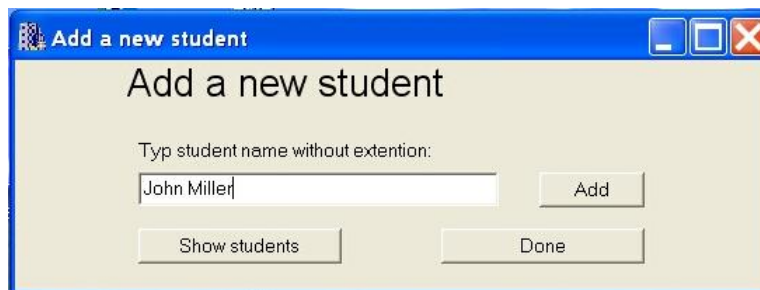 Add a new student
Add a new student
Typ student name without extention:
John Miller
Add
Show students
Done